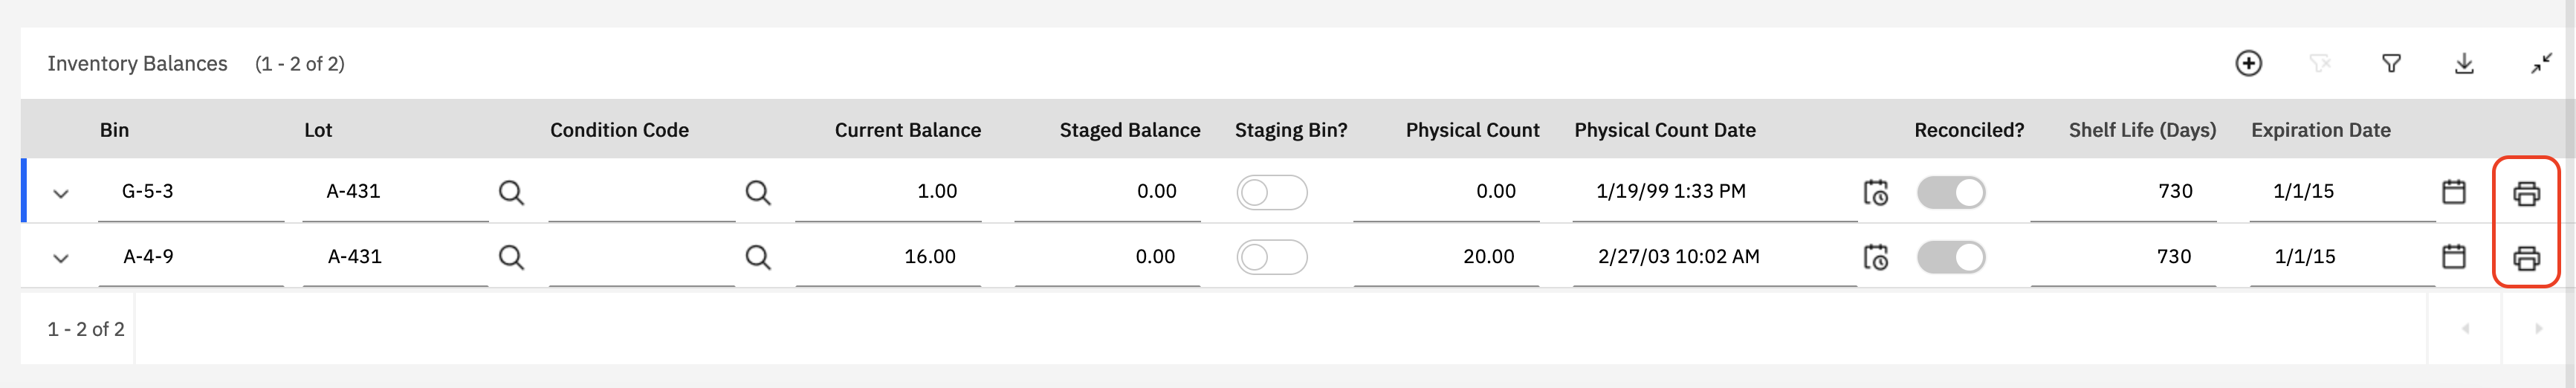 Inventory Balances (1 - 2 of 2)
Bin Lot Condition Code Current Balance Staged Balance Staging Bin? Physical Count Physical Count Date Reconciled? Shelf Life (Days) Expiration Date
G-5-3 A-431 1.00 0.00 0.00 1/19/99 1:33 PM 730 1/1/15
A-4-9 A-431 16.00 0.00 20.00 2/27/03 10:02 AM 730 1/1/15
1 - 2 of 2